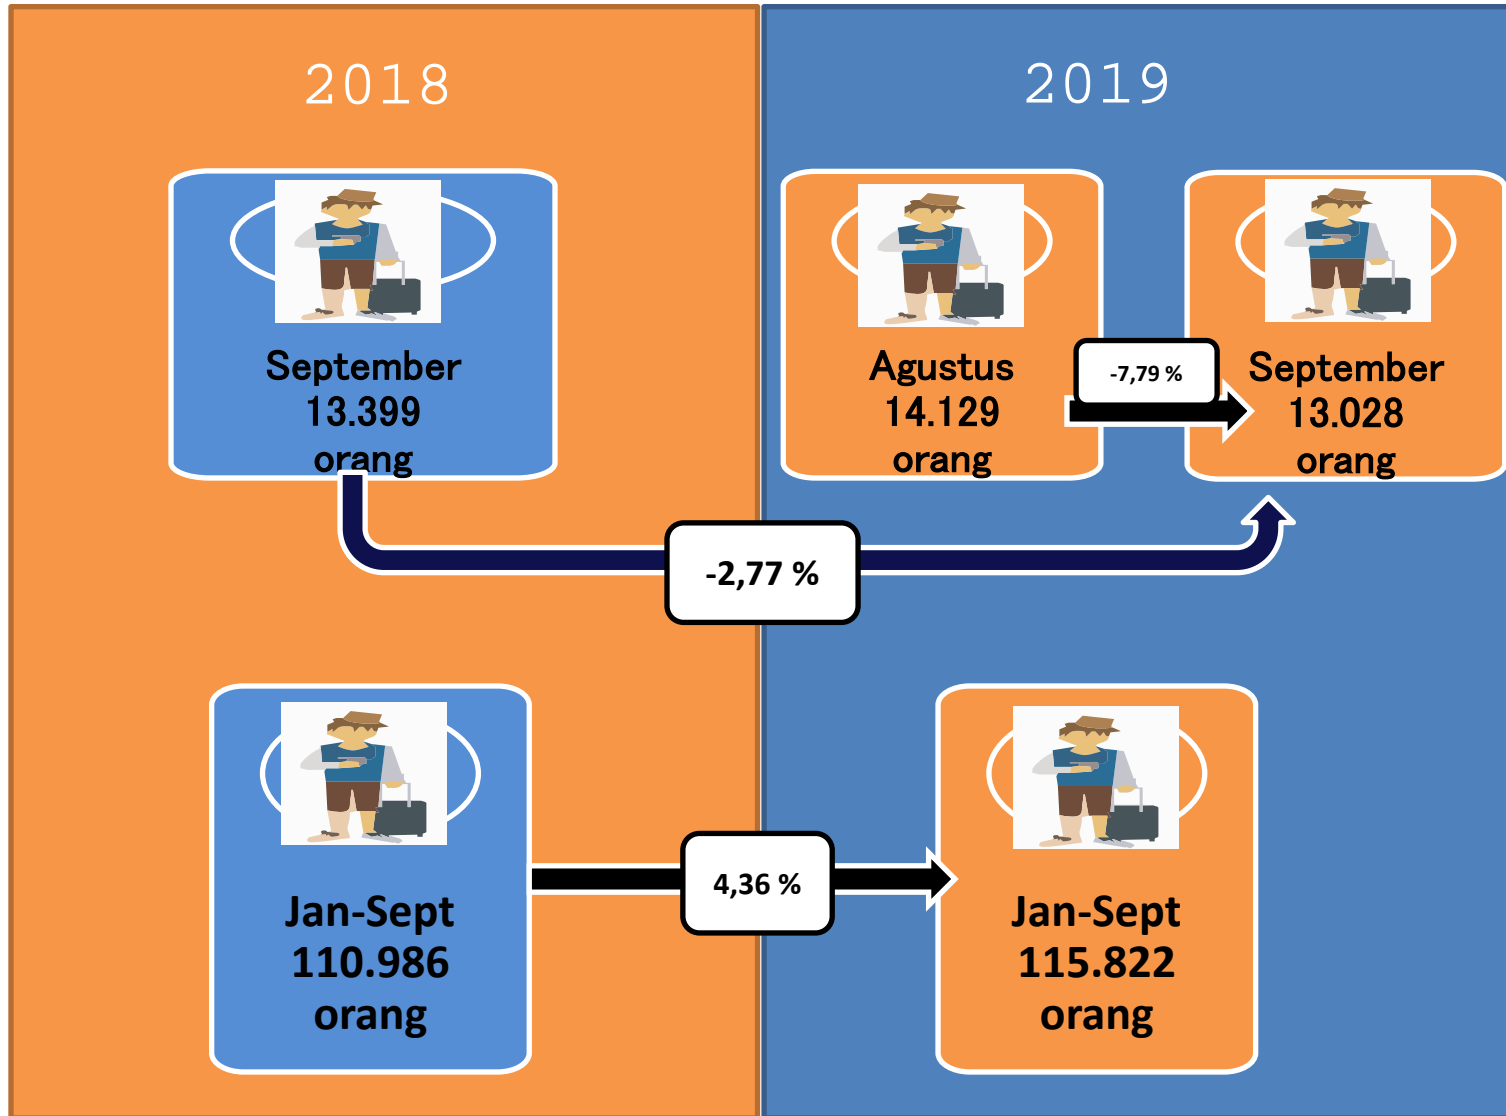 2018
2019
September
13.399
orang
Agustus
14.129
orang
-7,79 %
September
13.028
orang
-2,77 %
Jan-Sept
110.986
orang
4,36 %
Jan-Sept
115.822
orang